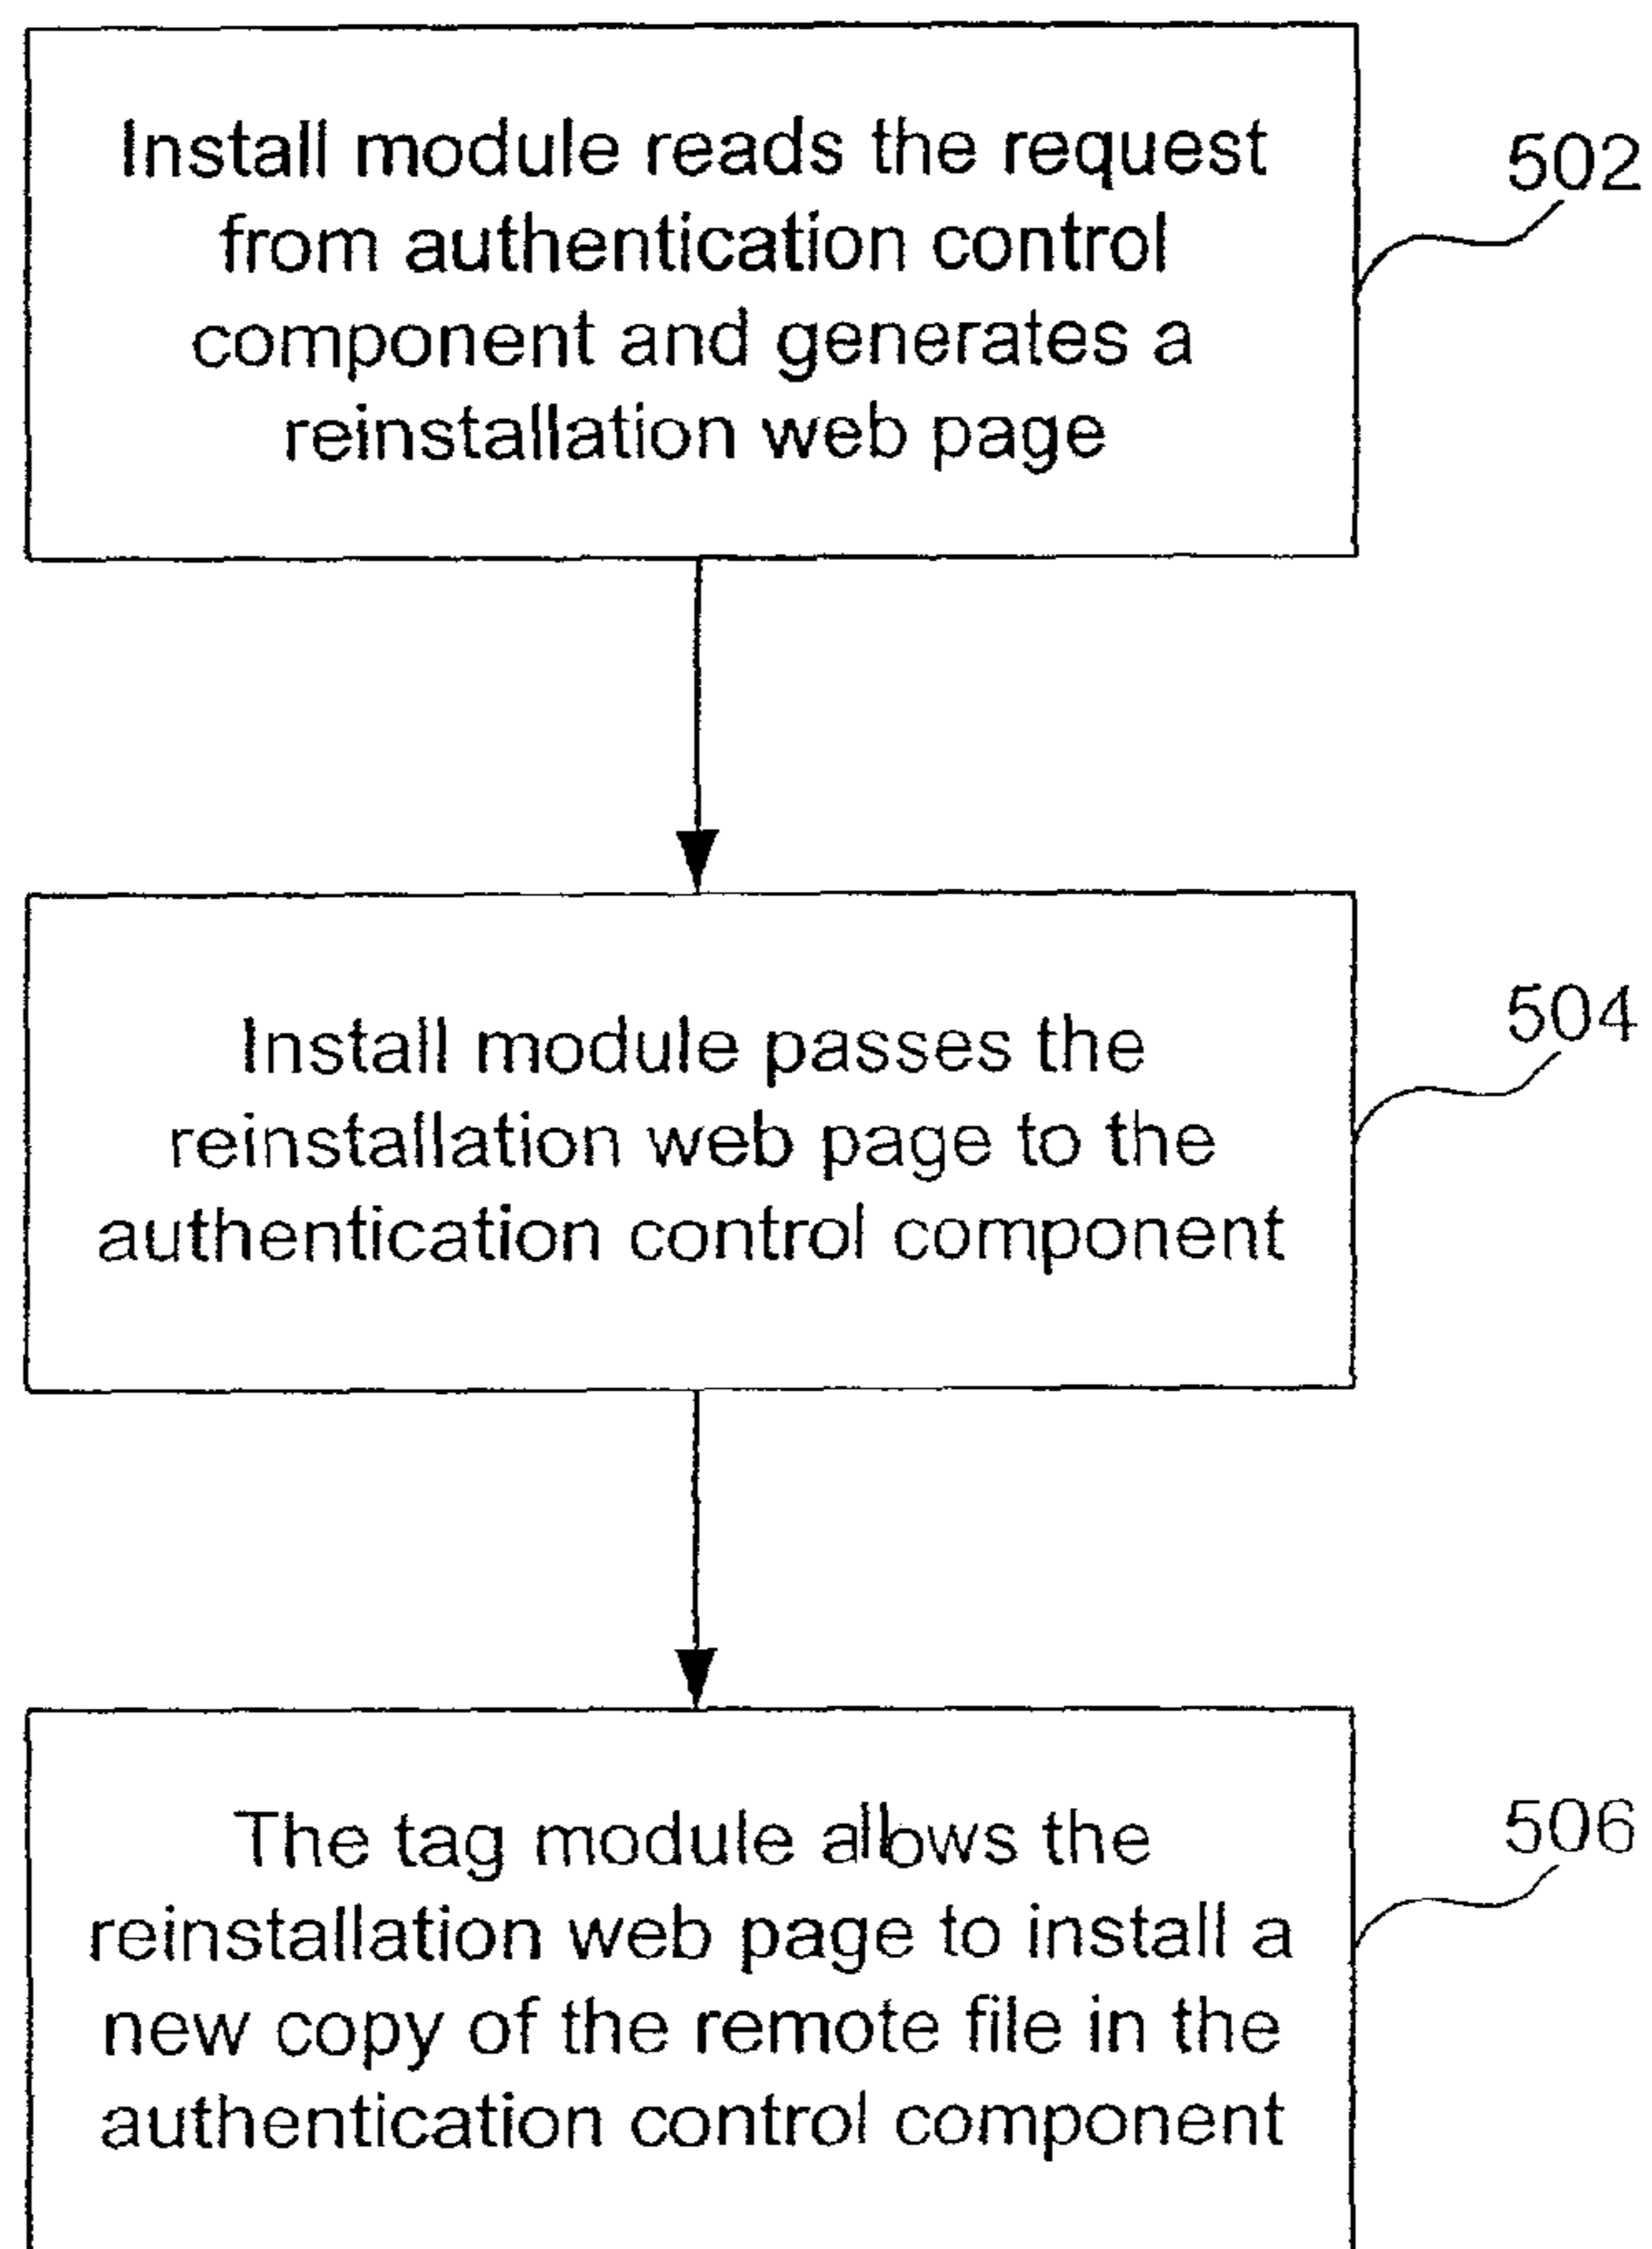 Install module reads the request
from authentication control
component and generates a
reinstallation web page
502
Install module passes the
reinstallation web page to the
authentication control component
504
The tag module allows the
reinstallation web page to install a
new copy of the remote file in the
authentication control component
506